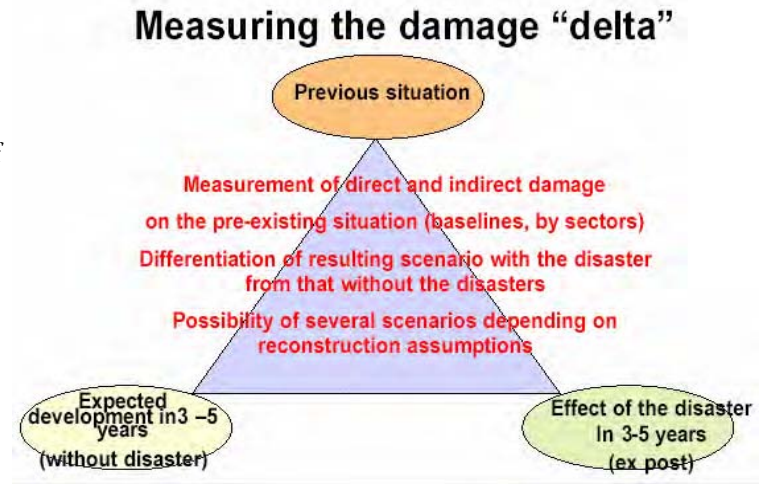 Measuring the damage “delta”
Previous situation
Measurement of direct and indirect damage
on the pre-existing situation (baselines, by sectors)
Differentiation of resulting scenario with the disaster
from that without the disasters
Possibility of several scenarios depending on
reconstruction assumptions
Expected
development in3 –5
years
(without disaster)
Effect of the disaster
In 3-5 years
(ex post)